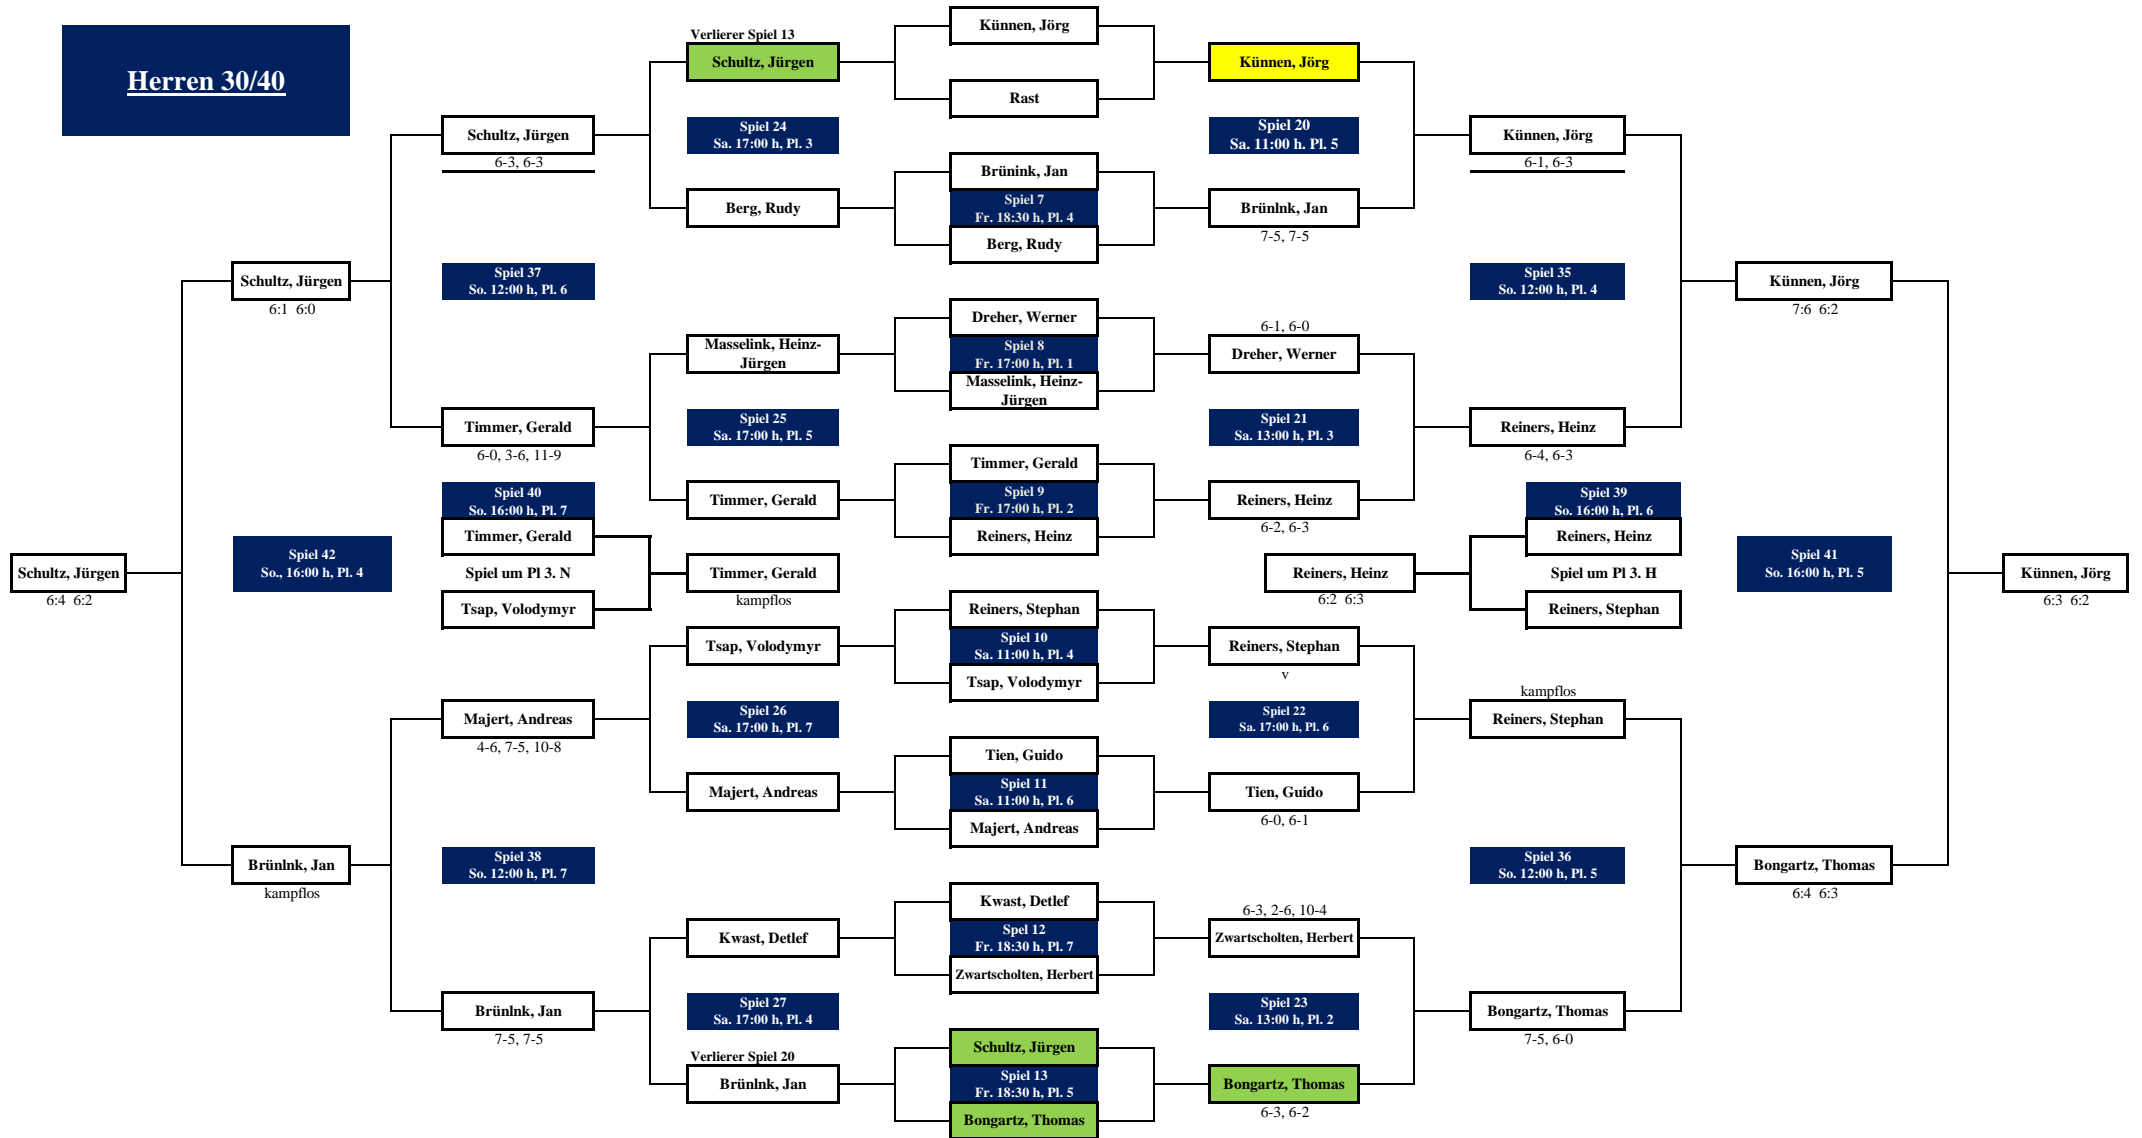 Herren 30/40
Künnen, Jörg
Verlierer Spiel 13
Schultz, Jürgen
Künnen, Jörg
Rast
Spiel 24
Sa. 17:00 h, Pl. 3
Spiel 20
Sa. 11:00 h. Pl. 5
Schultz, Jürgen
6-3, 6-3
Künnen, Jörg
6-1, 6-3
Brünink, Jan
Spiel 7
Fr. 18:30 h, Pl. 4
Berg, Rudy
Berg, Rudy
Brünlnk, Jan
7-5, 7-5
Schultz, Jürgen
6:1 6:0
Spiel 37
So. 12:00 h, Pl. 6
Spiel 35
So. 12:00 h, Pl. 4
Künnen, Jörg
7:6 6:2
Dreher, Werner
Spiel 8
Fr. 17:00 h, Pl. 1
Masselink, Heinz-
Jürgen
Masselink, Heinz-
Jürgen
6-1, 6-0
Dreher, Werner
Timmer, Gerald
6-0, 3-6, 11-9
Spiel 25
Sa. 17:00 h, Pl. 5
Spiel 21
Sa. 13:00 h, Pl. 3
Reiners, Heinz
6-4, 6-3
Timmer, Gerald
Timmer, Gerald
Spiel 9
Fr. 17:00 h, Pl. 2
Reiners, Heinz
Reiners, Heinz
6-2, 6-3
Spiel 40
So. 16:00 h, Pl. 7
Timmer, Gerald
Spiel um Pl 3. N
Tsap, Volodymyr
Timmer, Gerald
kampflos
Spiel 39
So. 16:00 h, Pl. 6
Reiners, Heinz
Spiel um Pl 3. H
Reiners, Stephan
Reiners, Heinz
6:2 6:3
Schultz, Jürgen
6:4 6:2
Spiel 42
So., 16:00 h, Pl. 4
Spiel 41
So. 16:00 h, Pl. 5
Künnen, Jörg
6:3 6:2
Reiners, Stephan
Spiel 10
Sa. 11:00 h, Pl. 4
Tsap, Volodymyr
Tsap, Volodymyr
Reiners, Stephan
v
Majert, Andreas
4-6, 7-5, 10-8
Spiel 26
Sa. 17:00 h, Pl. 7
Spiel 22
Sa. 17:00 h, Pl. 6
kampflos
Reiners, Stephan
Tien, Guido
Spiel 11
Sa. 11:00 h, Pl. 6
Majert, Andreas
Majert, Andreas
Tien, Guido
6-0, 6-1
Brünlnk, Jan
kampflos
Spiel 38
So. 12:00 h, Pl. 7
Spiel 36
So. 12:00 h, Pl. 5
Bongartz, Thomas
6:4 6:3
Kwast, Detlef
Kwast, Detlef
Spel 12
Fr. 18:30 h, Pl. 7
Zwartscholten, Herbert
6-3, 2-6, 10-4
Zwartscholten, Herbert
Brünlnk, Jan
7-5, 7-5
Spiel 27
Sa. 17:00 h, Pl. 4
Spiel 23
Sa. 13:00 h, Pl. 2
Bongartz, Thomas
7-5, 6-0
Verlierer Spiel 20
Brünlnk, Jan
Schultz, Jürgen
Spiel 13
Fr. 18:30 h, Pl. 5
Bongartz, Thomas
Bongartz, Thomas
6-3, 6-2